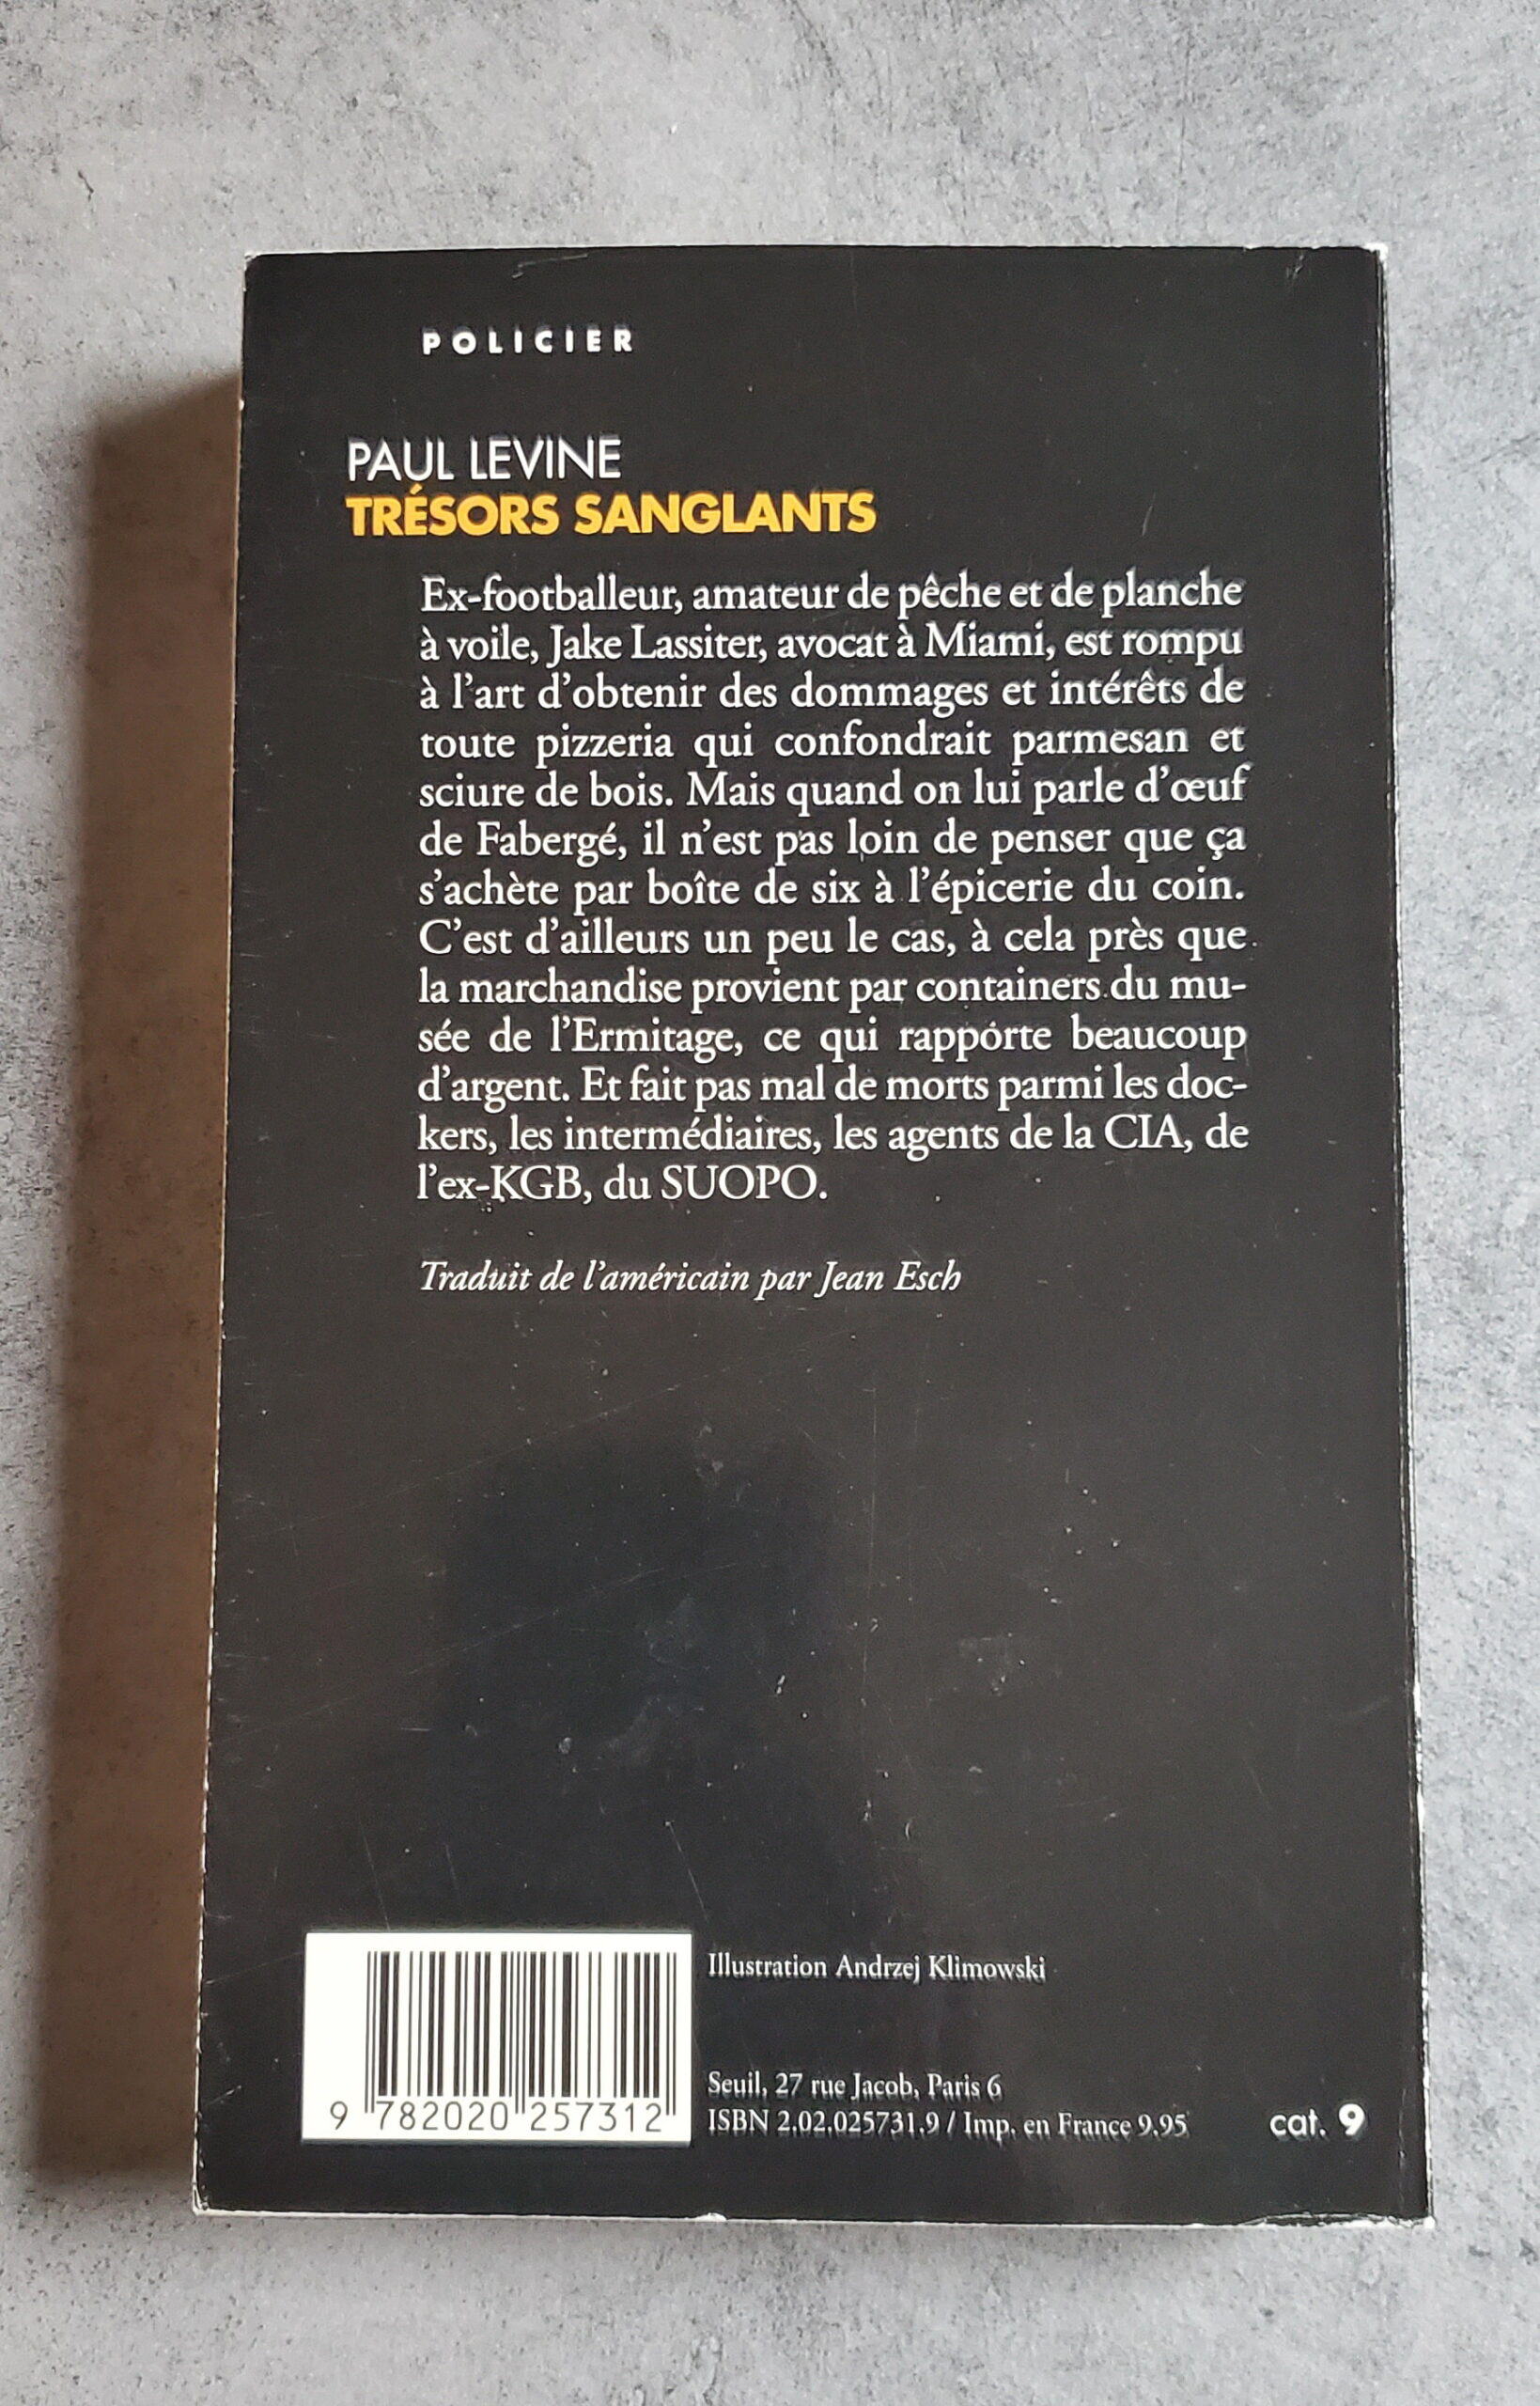 POLICIER
PAUL LEVINE
TRÉSORS SANGLANTS
Ex-footballeur, amateur de pêche et de planche
à voile, Jake Lassiter, avocat à Miami, est rompu
à l'art d'obtenir des dommages et intérêts de
toute pizzeria qui confondrait parmesan et
sciure de bois. Mais quand on lui parle d'œuf
de Fabergé, il n'est pas loin de penser que ça
s'achète par boîte de six à l'épicerie du coin.
C'est d'ailleurs un peu le cas, à cela près que
la marchandise provient par containers du mu-
sée de l'Ermitage, ce qui rapporte beaucoup
d'argent. Et fait pas mal de morts parmi les doc-
kers, les intermédiaires, les agents de la CIA, de
l'ex-KGB, du SUOPO.
Traduit de l'américain par Jean Esch
Illustration Andrzej Klimowski
Seuil, 27 rue Jacob, Paris 6
ISBN 2.02.025731.9 / Imp. en France 9.95
cat. 9
9 782020 257312